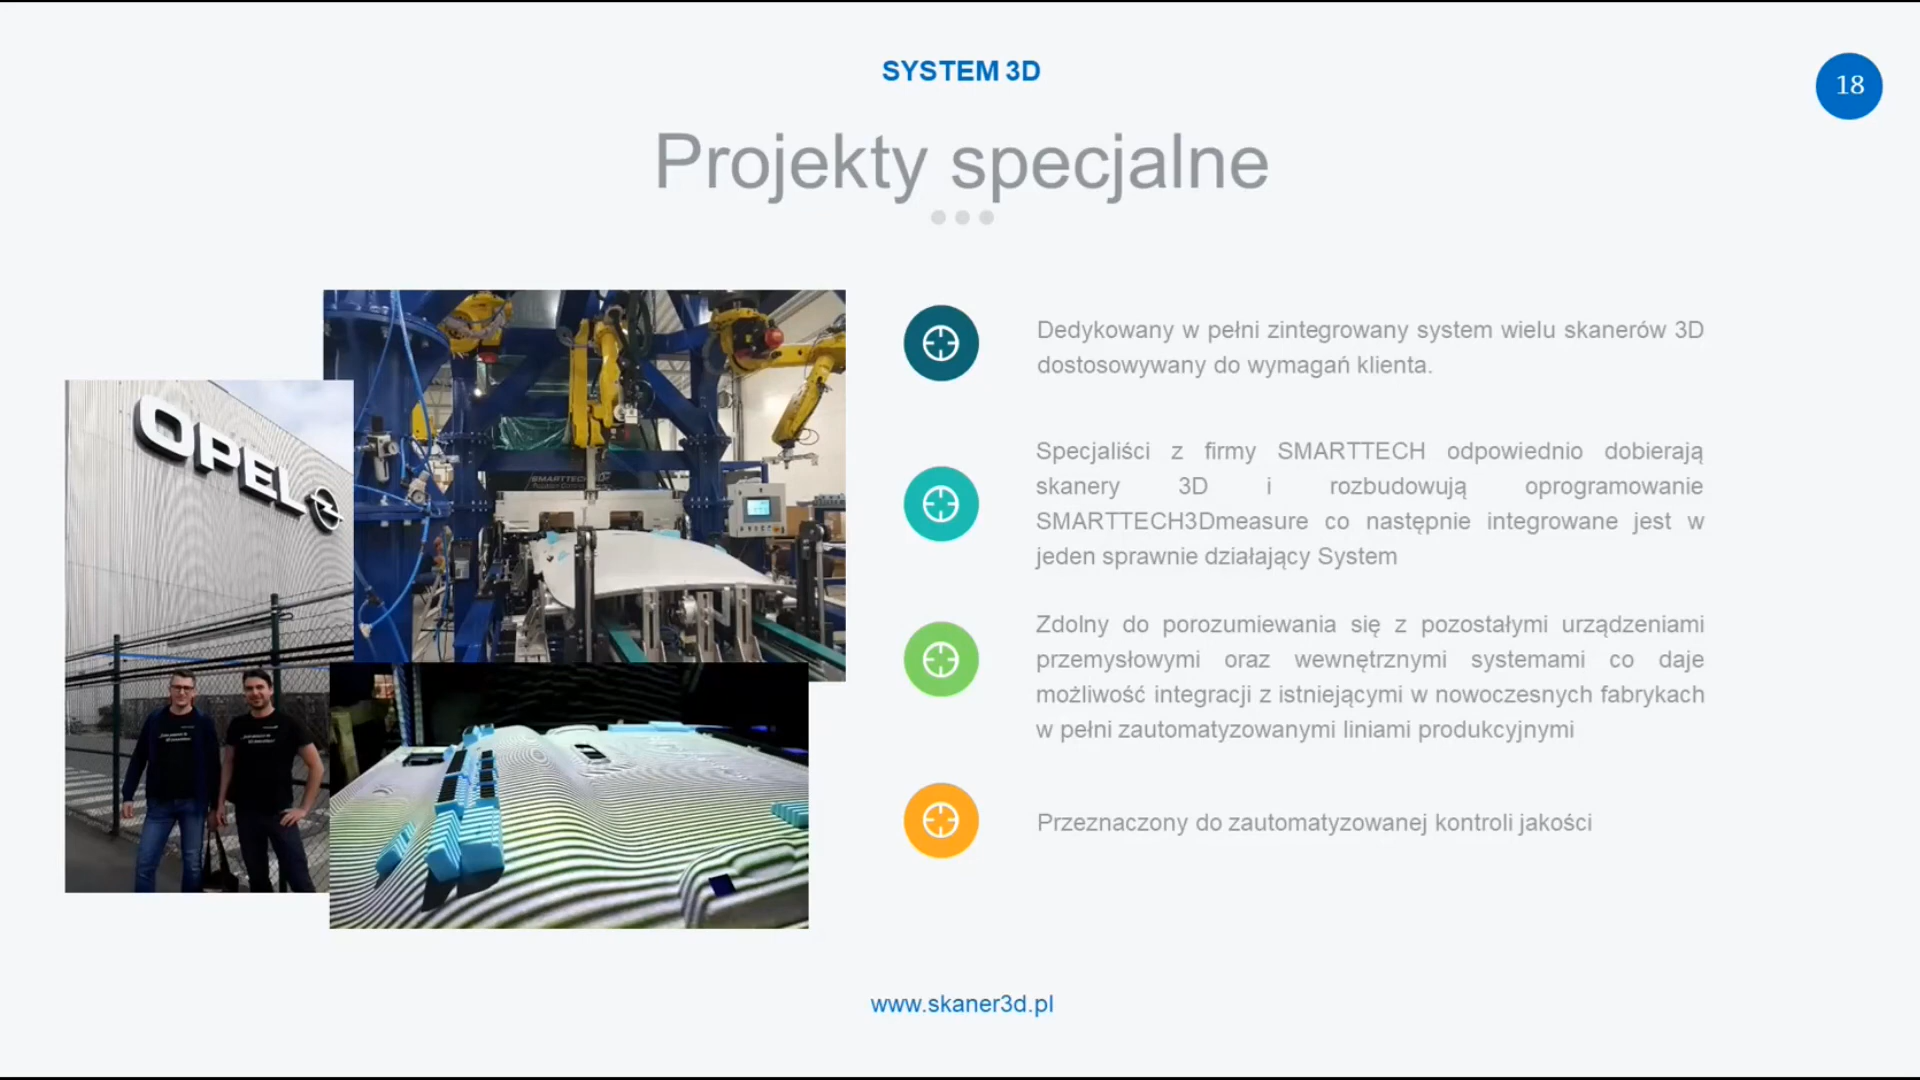 SYSTEM 3D
18
Projekty specjalne
OPEL
SMARTTECH
Dedykowany w pełni zintegrowany system wielu skanerów 3D
dostosowywany do wymagań klienta.
Specjaliści z firmy SMARTTECH odpowiednio dobierają
skanery 3D i rozbudowują oprogramowanie
SMARTTECH3Dmeasure co następnie integrowane jest w
jeden sprawnie działający System
Zdolny do porozumiewania się z pozostałymi urządzeniami
przemysłowymi oraz wewnętrznymi systemami co daje
możliwość integracji z istniejącymi w nowoczesnych fabrykach
w pełni zautomatyzowanymi liniami produkcyjnymi
Przeznaczony do zautomatyzowanej kontroli jakości
www.skaner3d.pl